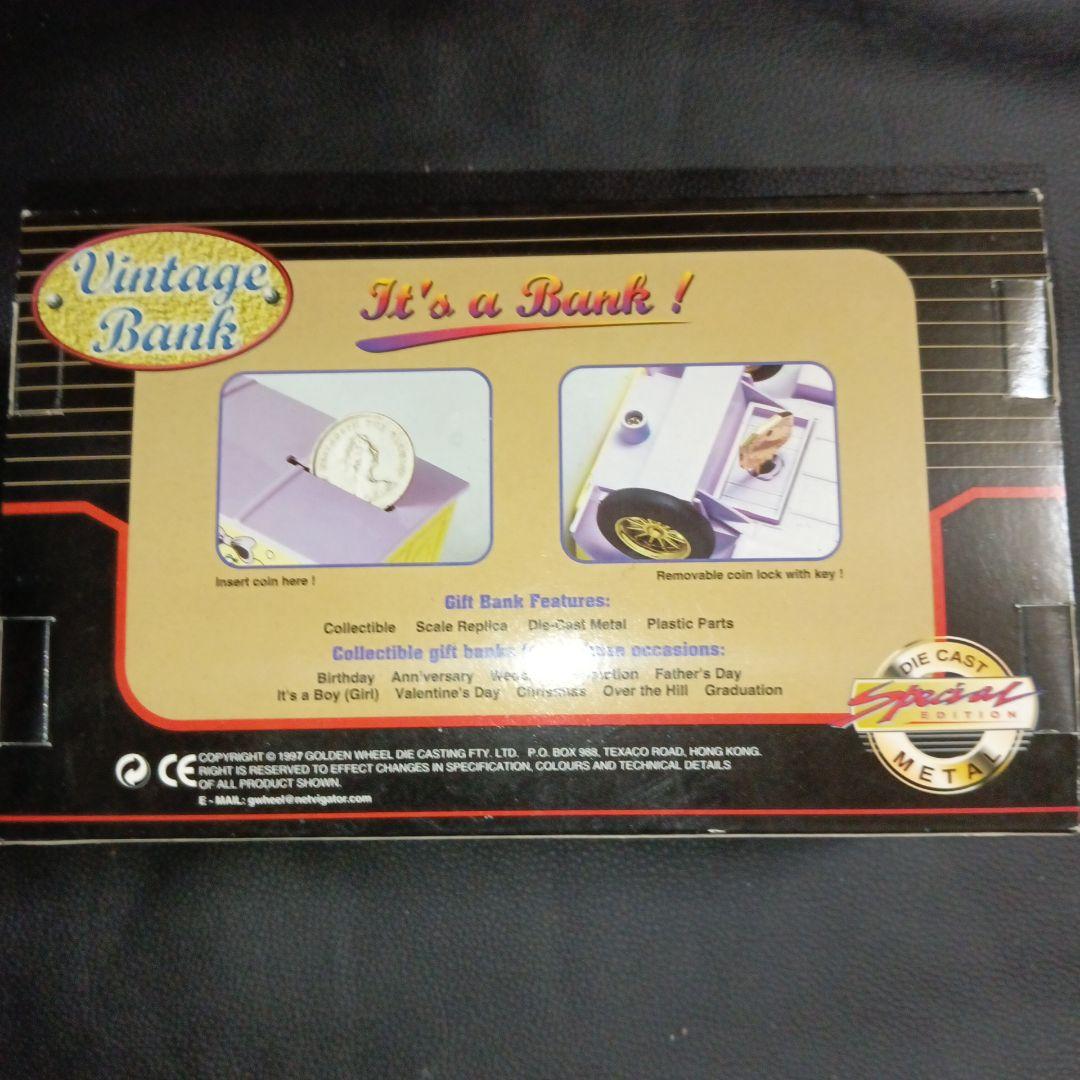 Vintage
Bank
It's a Bank !
Insert coin here !
Removable coin lock with key !
Gift Bank Features:
Collectible Scale Replica Die-Cast Metal Plastic Parts
Collectible gift banks occasions:
Birthday Anniversary Father's Day
It's a Boy (Girl) Valentine's Day Christmas Over the Hill Graduation
DIE CAST
Special
EDITION
METAL
CE
COPYRIGHT © 1997 GOLDEN WHEEL DIE CASTING FTY. LTD. P.O. BOX 988, TEXACO ROAD, HONG KONG.
RIGHT IS RESERVED TO EFFECT CHANGES IN SPECIFICATION, COLOURS AND TECHNICAL DETAILS
OF ALL PRODUCT SHOWN.
E - MAIL: gwheel@netvigator.com